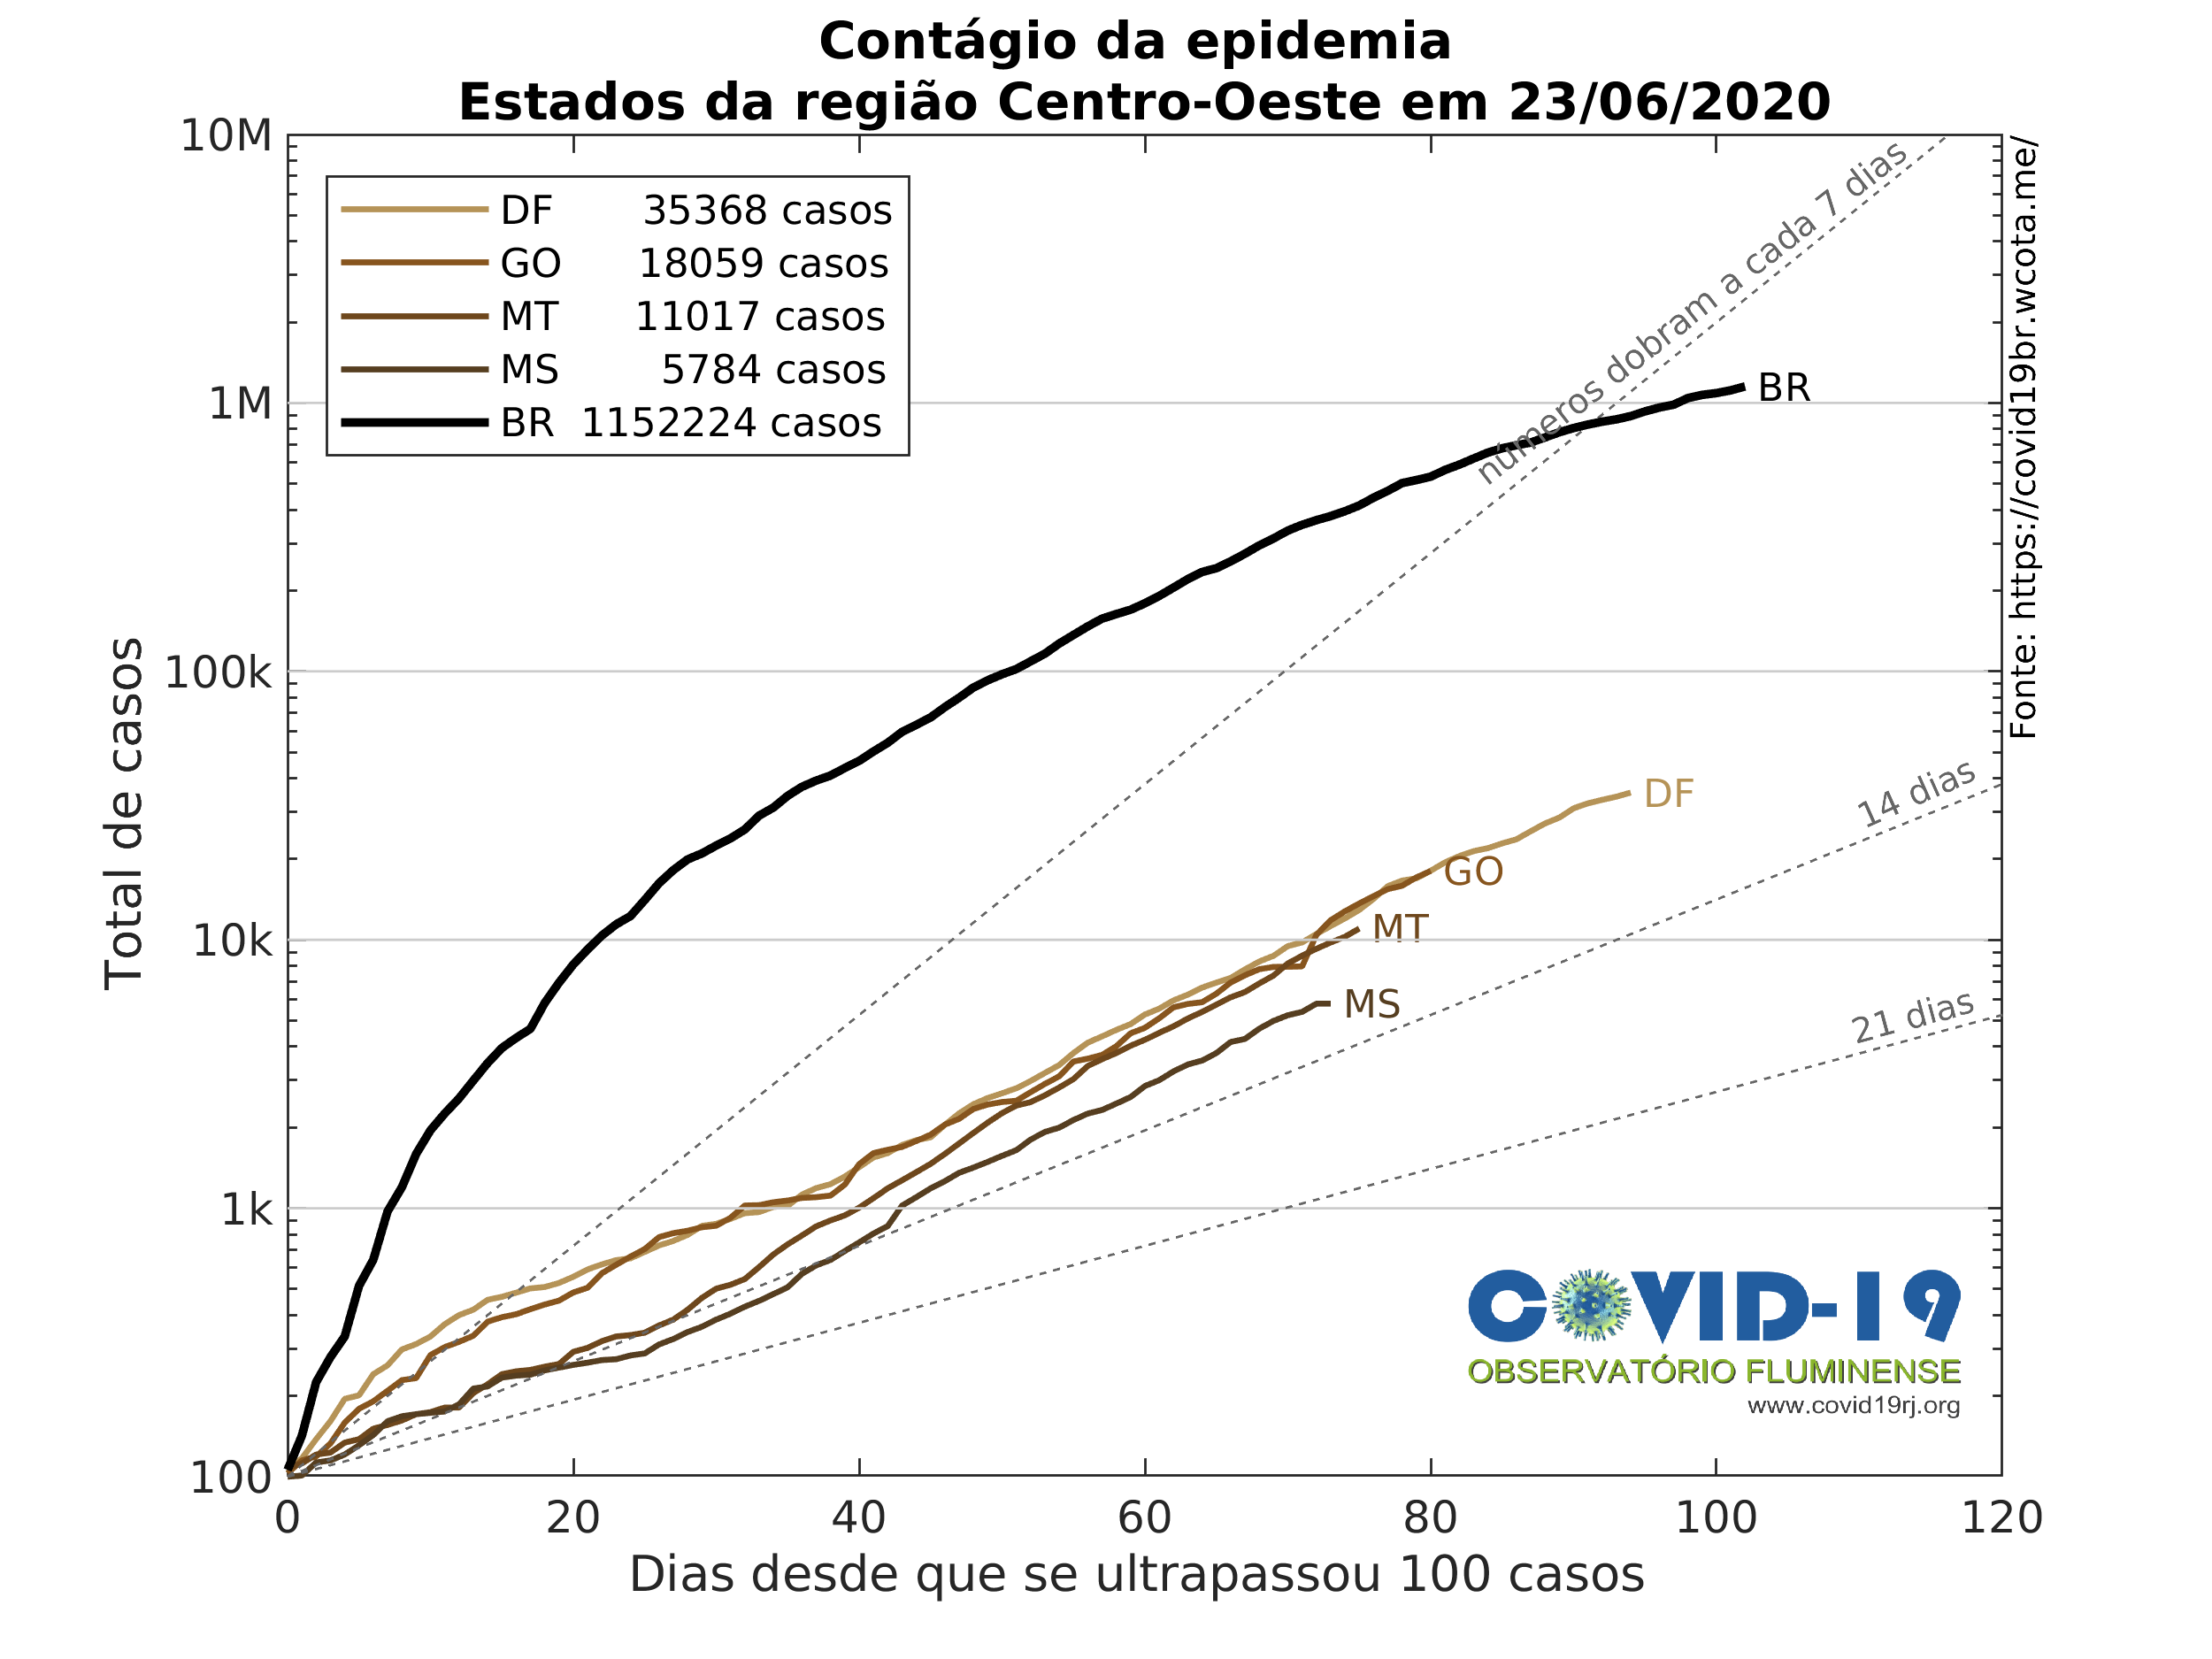 Contágio da epidemia
Estados da região Centro-Oeste em 23/06/2020
10M
1M
100k
10k
1k
100
Total de casos
DF 35368 casos
GO 18059 casos
MT 11017 casos
MS 5784 casos
BR 1152224 casos
números dobram a cada 7 dias
BR
DF
14 dias
GO
MT
MS
21 dias
Fonte: https://covid19br.wcota.me/
COVID-19
OBSERVATÓRIO FLUMINENSE
www.covid19rj.org
0 20 40 60 80 100 120
Dias desde que se ultrapassou 100 casos